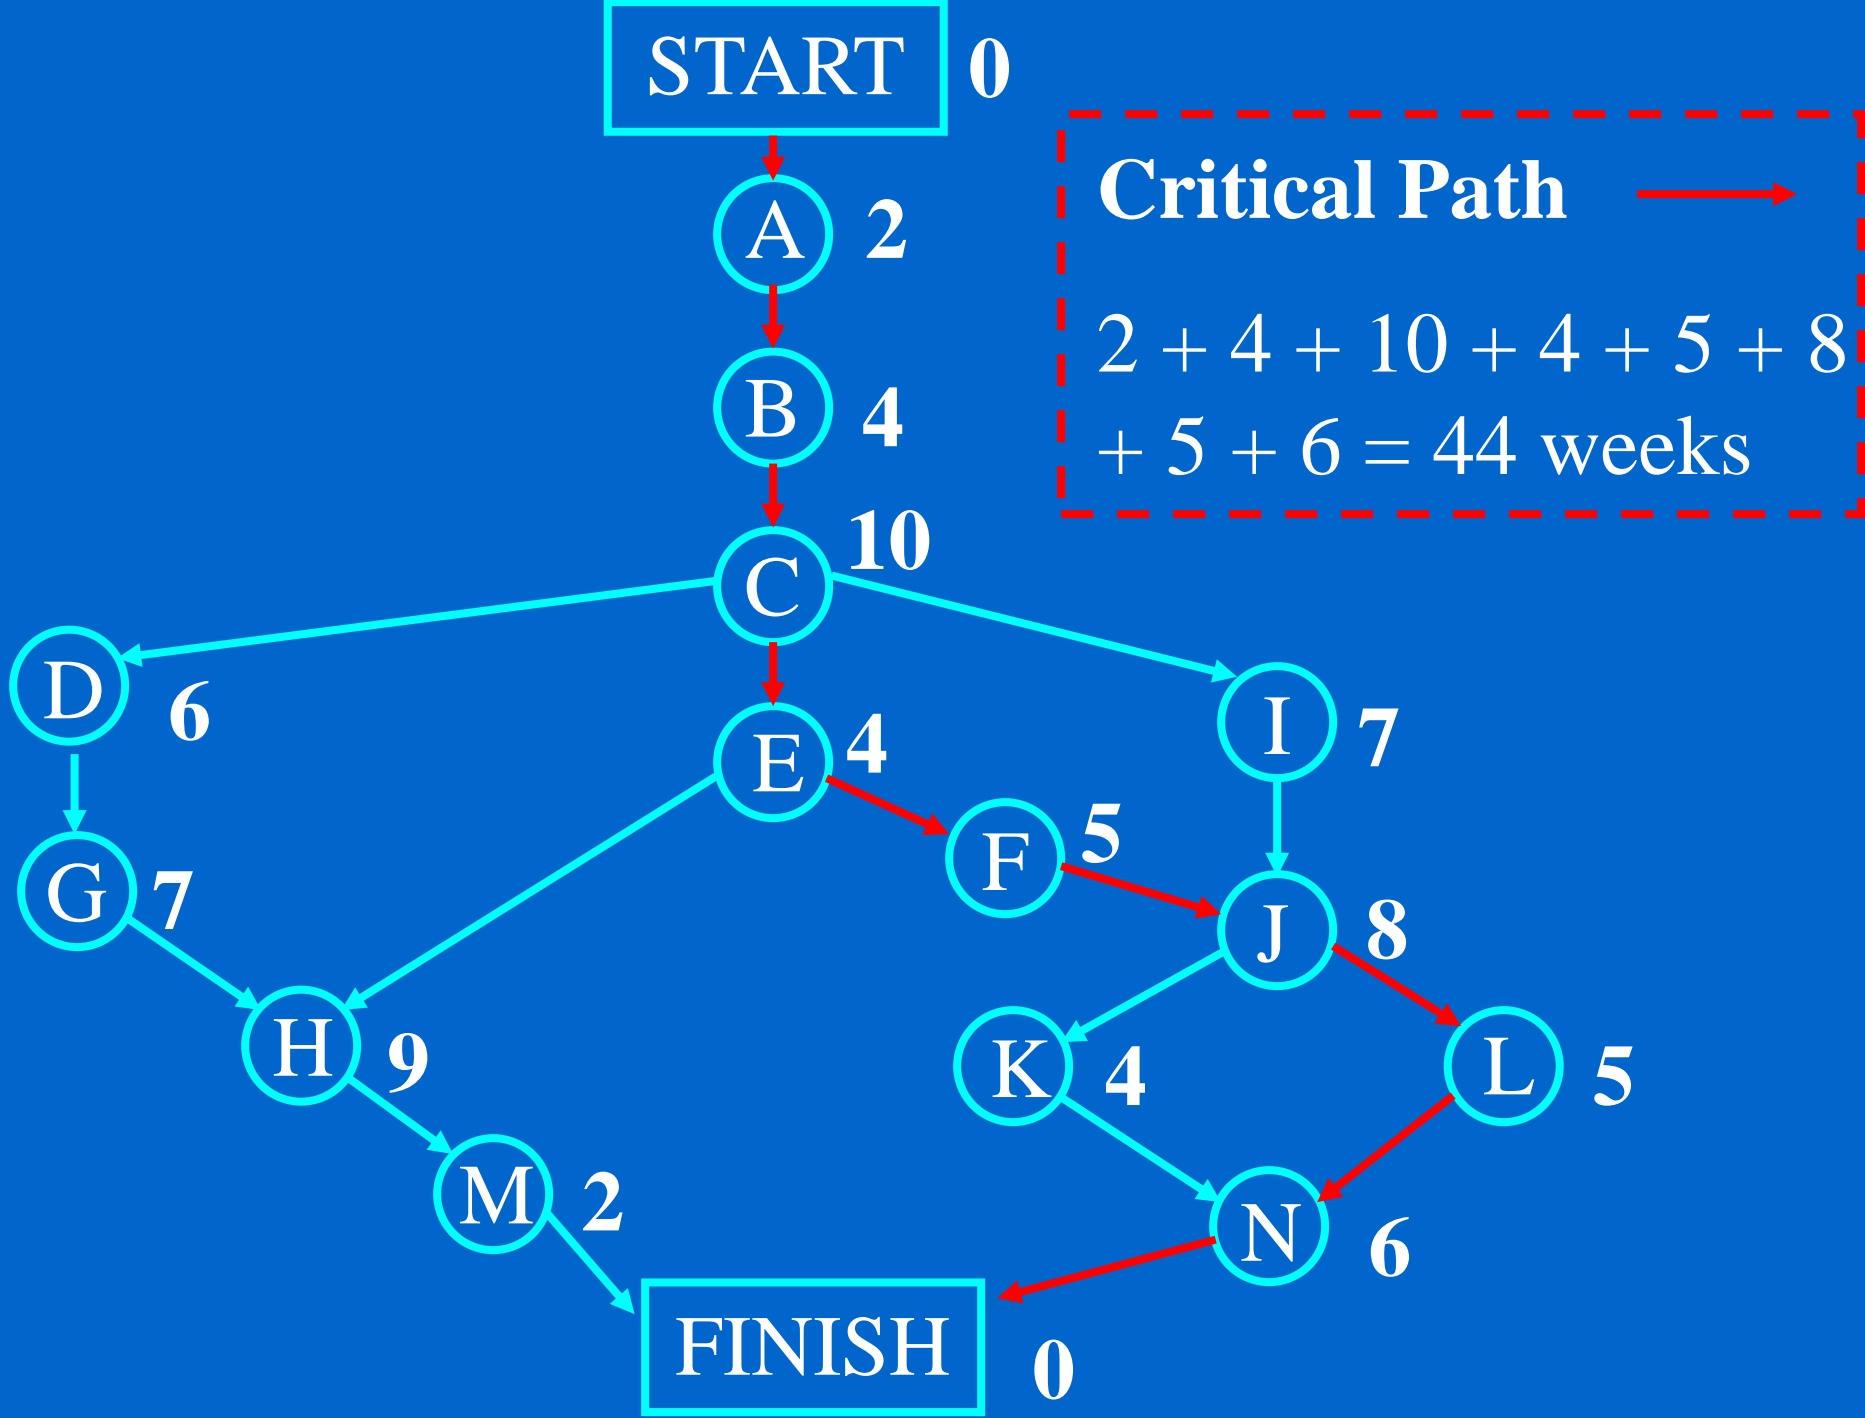 START 0
Critical Path
A 2
2 + 4 + 10 + 4 + 5 + 8
B 4
+ 5 + 6 = 44 weeks
10
C
D 6
E 4
I 7
F 5
G 7
J 8
H 9
K 4
L 5
M 2
N 6
FINISH 0